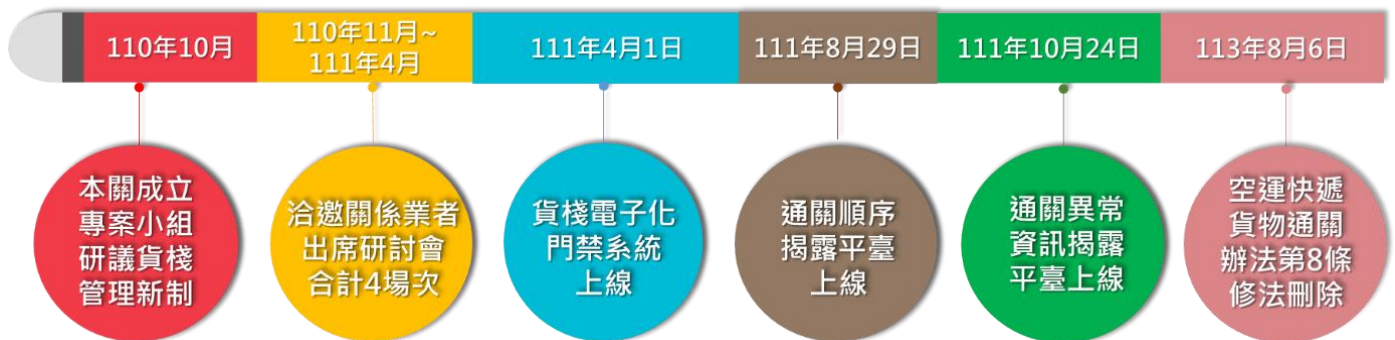 110年10月
110年11月~
111年4月
111年4月1日
111年8月29日
111年10月24日
113年8月6日
本關成立
專案小組
研議貨棧
管理新制
洽邀關係業者
出席研討會
合計4場次
貨棧電子化
門禁系統
上線
通關順序
揭露平臺
上線
通關異常
資訊揭露
平臺上線
空運快遞
貨物通關
辦法第8條
修法刪除